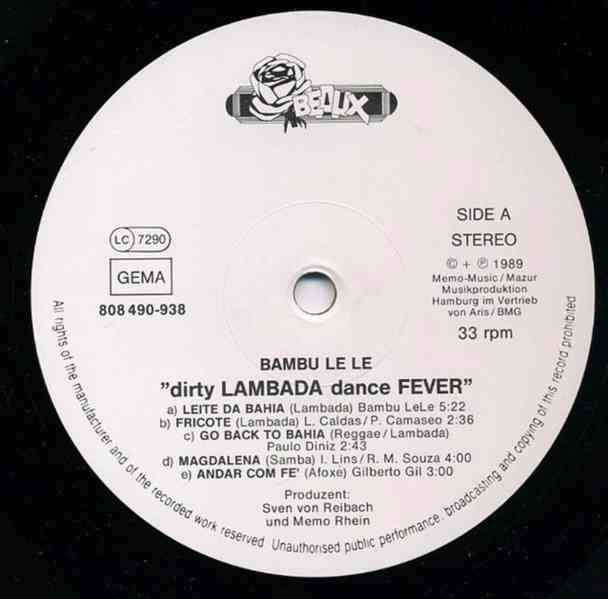 BEAUX
SIDE A
STEREO
LC 7290
GEMA
808 490-938
© + ℗ 1989
Memo-Music / Mazur
Musikproduktion
Hamburg im Vertrieb
von Aris / BMG
33 rpm
BAMBU LE LE
"dirty LAMBADA dance FEVER"
a) LEITE DA BAHIA (Lambada) Bambu LeLe 5:22
b) FRICOTE (Lambada) L. Caldas / P. Camaseo 2:36
c) GO BACK TO BAHIA (Reggae / Lambada)
Paulo Diniz 2:43
d) MAGDALENA (Samba) I. Lins / R. M. Souza 4:00
e) ANDAR COM FE' (Afoxè) Gilberto Gil 3:00
Produzent:
Sven von Reibach
und Memo Rhein
All rights of the manufacturer and of the recorded work reserved. Unauthorised public performance, broadcasting and copying of this record prohibited